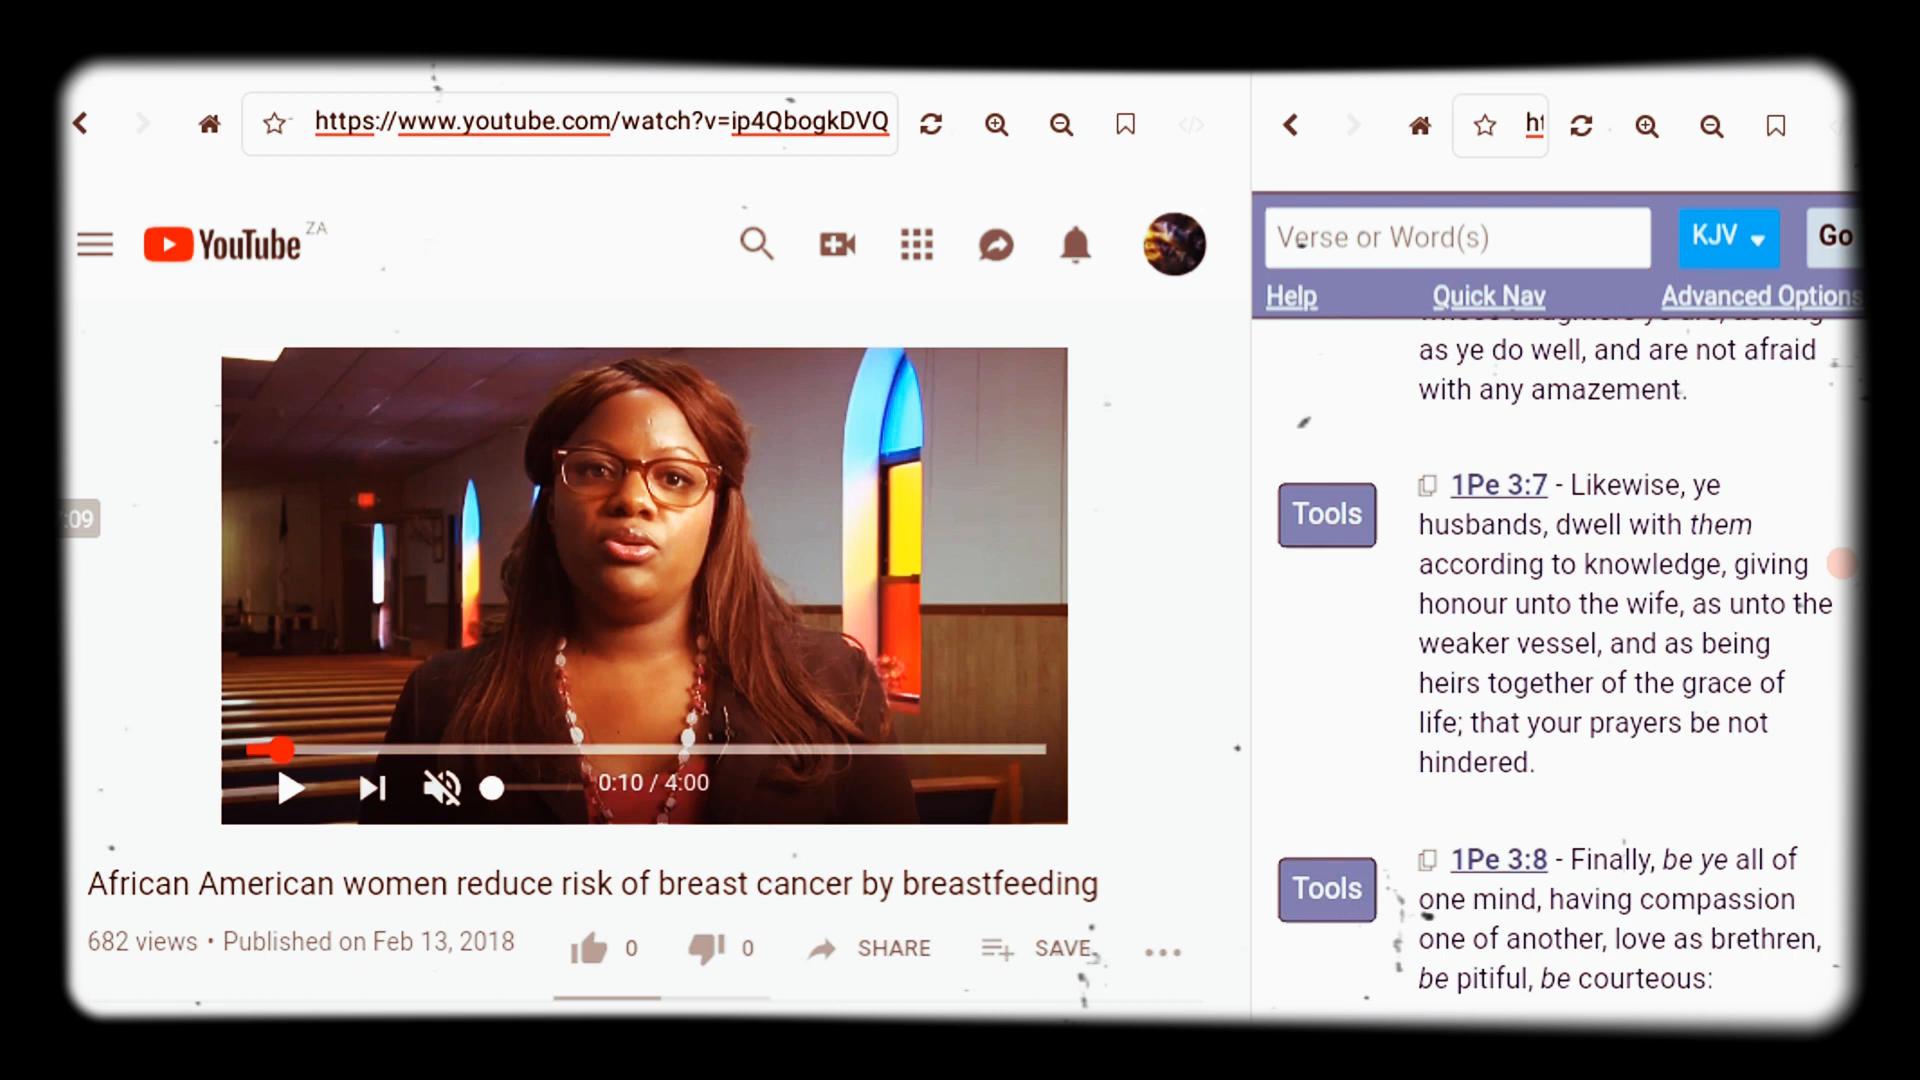 https://www.youtube.com/watch?v=ip4QbogkDVQ
YouTube ZA
:09
0:10 / 4:00
African American women reduce risk of breast cancer by breastfeeding
682 views • Published on Feb 13, 2018
0
0
SHARE
SAVE
Verse or Word(s)
KJV
Go
Help
Quick Nav
Advanced Options
as ye do well, and are not afraid
with any amazement.
Tools
1Pe 3:7 - Likewise, ye
husbands, dwell with them
according to knowledge, giving
honour unto the wife, as unto the
weaker vessel, and as being
heirs together of the grace of
life; that your prayers be not
hindered.
Tools
1Pe 3:8 - Finally, be ye all of
one mind, having compassion
one of another, love as brethren,
be pitiful, be courteous: